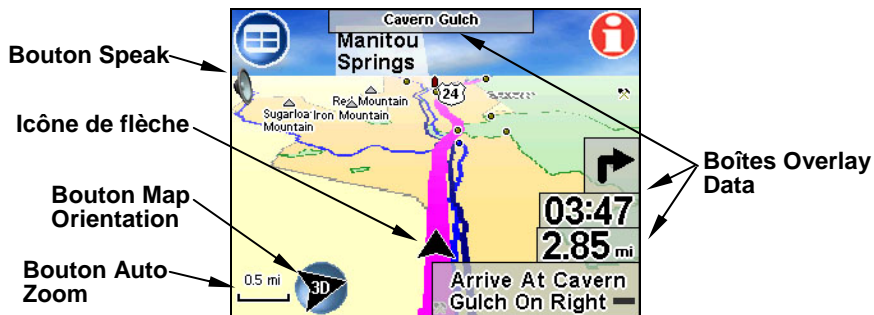 Cavern Gulch
Manitou
Springs
Bouton Speak
24
Red Mountain
Sugarloa Iron Mountain
Mountain
Icône de flèche
Boîtes Overlay
Data
03:47
2.85 mi
Bouton Map
Orientation
Bouton Auto
Zoom
0.5 mi
3D
Arrive At Cavern
Gulch On Right